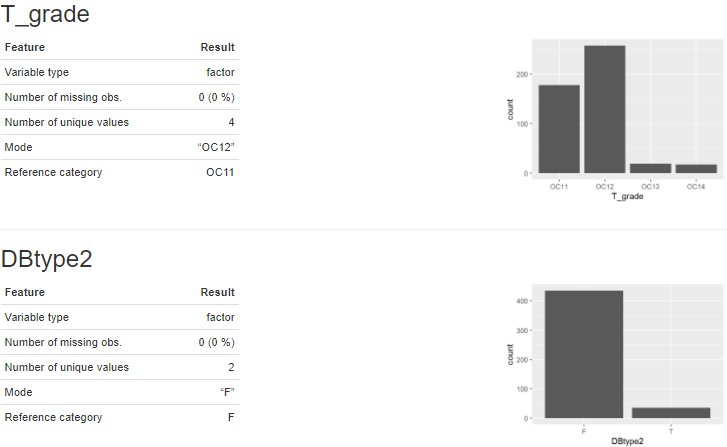 T_grade
Feature Result
Variable type factor
Number of missing obs. 0 (0 %)
Number of unique values 4
Mode “OC12”
Reference category OC11
200
100
0
count
OC11 OC12 OC13 OC14
T_grade
DBtype2
Feature Result
Variable type factor
Number of missing obs. 0 (0 %)
Number of unique values 2
Mode “F”
Reference category F
400
300
200
100
0
count
F T
DBtype2